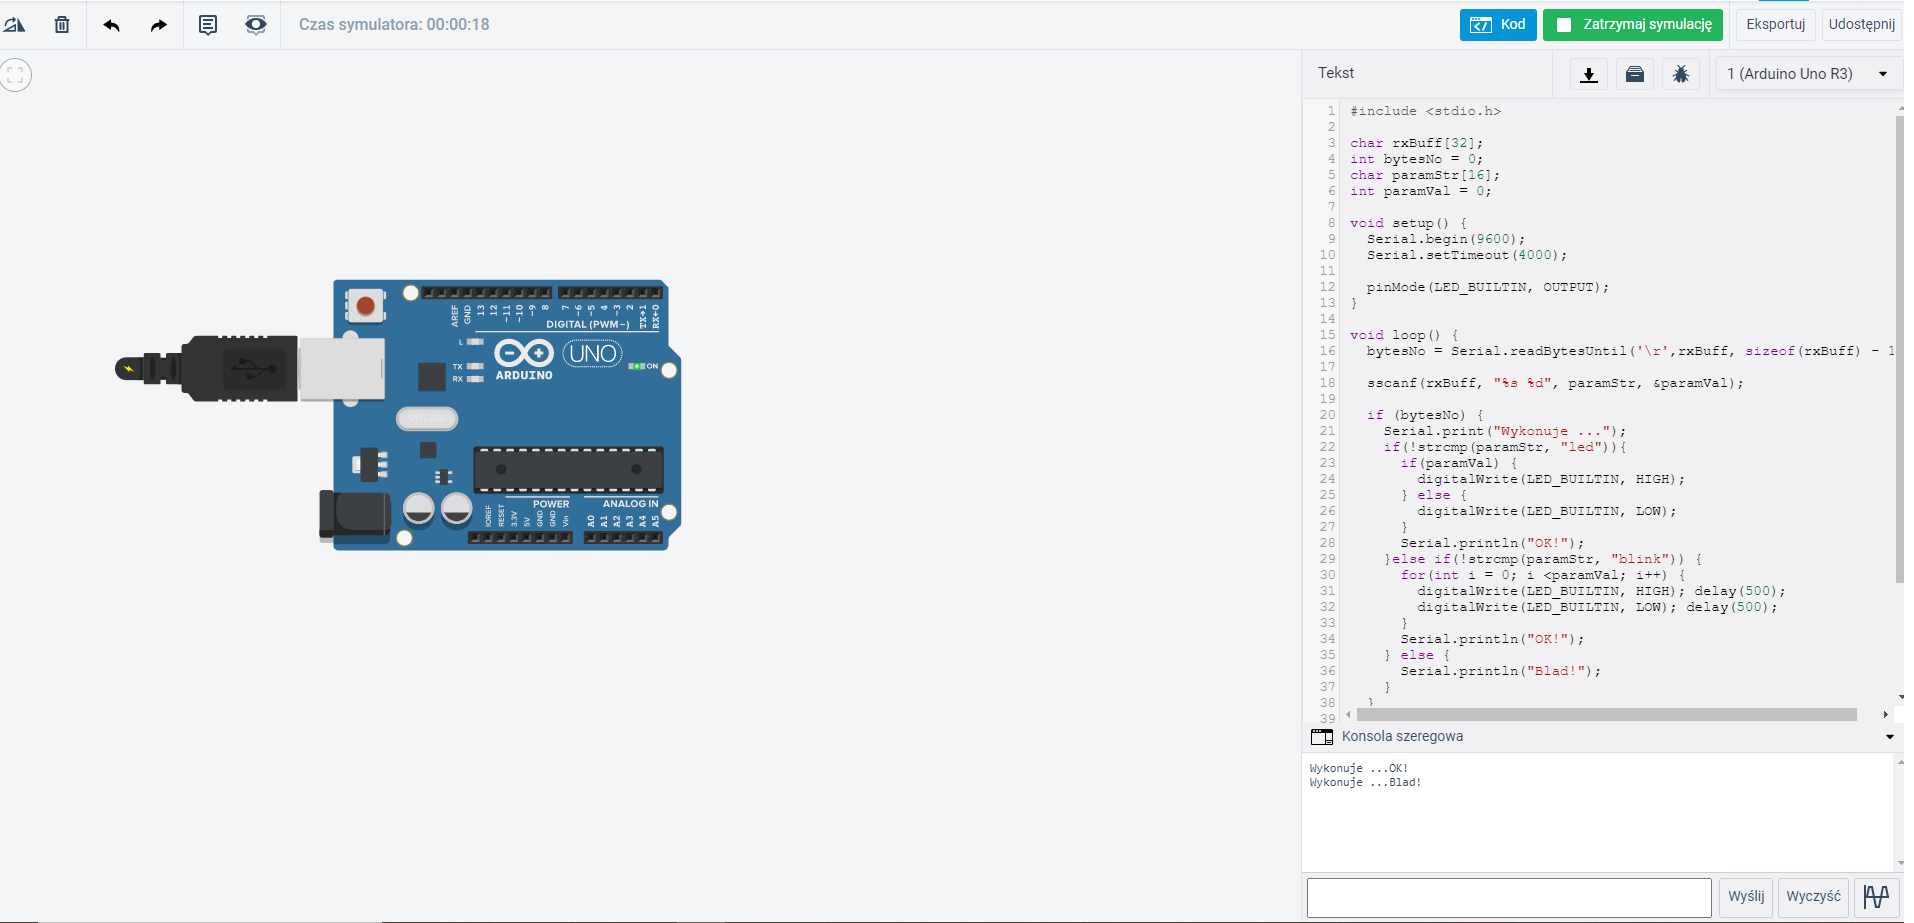 Czas symulatora: 00:00:18
Kod
Zatrzymaj symulację
Eksportuj
Udostępnij
Tekst
1 (Arduino Uno R3)
1 #include <stdio.h>
2
3 char rxBuff[32];
4 int bytesNo = 0;
5 char paramStr[16];
6 int paramVal = 0;
7
8 void setup() {
9 Serial.begin(9600);
10 Serial.setTimeout(4000);
11
12 pinMode(LED_BUILTIN, OUTPUT);
13 }
14
15 void loop() {
16 bytesNo = Serial.readBytesUntil('\r',rxBuff, sizeof(rxBuff) - 1
17
18 sscanf(rxBuff, "%s %d", paramStr, &paramVal);
19
20 if (bytesNo) {
21 Serial.print("Wykonuje ...");
22 if(!strcmp(paramStr, "led")){
23 if(paramVal) {
24 digitalWrite(LED_BUILTIN, HIGH);
25 } else {
26 digitalWrite(LED_BUILTIN, LOW);
27 }
28 Serial.println("OK!");
29 }else if(!strcmp(paramStr, "blink")) {
30 for(int i = 0; i <paramVal; i++) {
31 digitalWrite(LED_BUILTIN, HIGH); delay(500);
32 digitalWrite(LED_BUILTIN, LOW); delay(500);
33 }
34 Serial.println("OK!");
35 } else {
36 Serial.println("Blad!");
37 }
38 }
39
Konsola szeregowa
Wykonuje ...OK!
Wykonuje ...Blad!
Wyślij
Wyczyść
AREF
GND
13
12
~11
~10
~9
8
7
~6
~5
4
~3
2
TX→1
RX←0
DIGITAL (PWM~)
L
TX
RX
UNO
ARDUINO
ON
POWER
ANALOG IN
IOREF
RESET
3.3V
5V
GND
GND
Vin
A0
A1
A2
A3
A4
A5